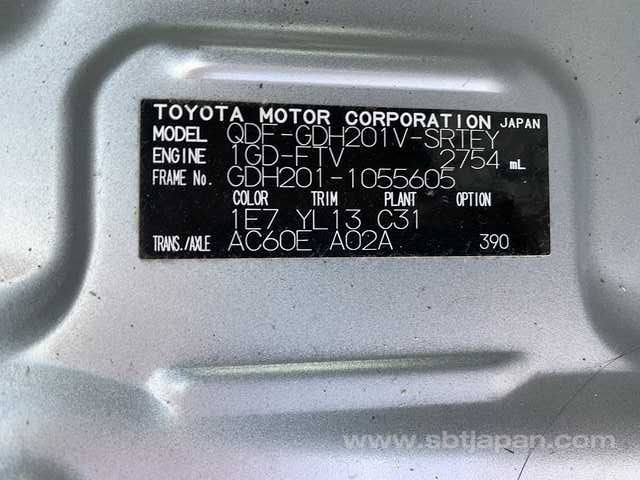 TOYOTA MOTOR CORPORATION JAPAN
MODEL QDF-GDH201V-SRTEY
ENGINE 1GD-FTV 2754 mL
FRAME No. GDH201-1055605
COLOR TRIM PLANT OPTION
1E7 YL13 C31
TRANS./AXLE AC60E A02A 390
www.sbtjapan.com